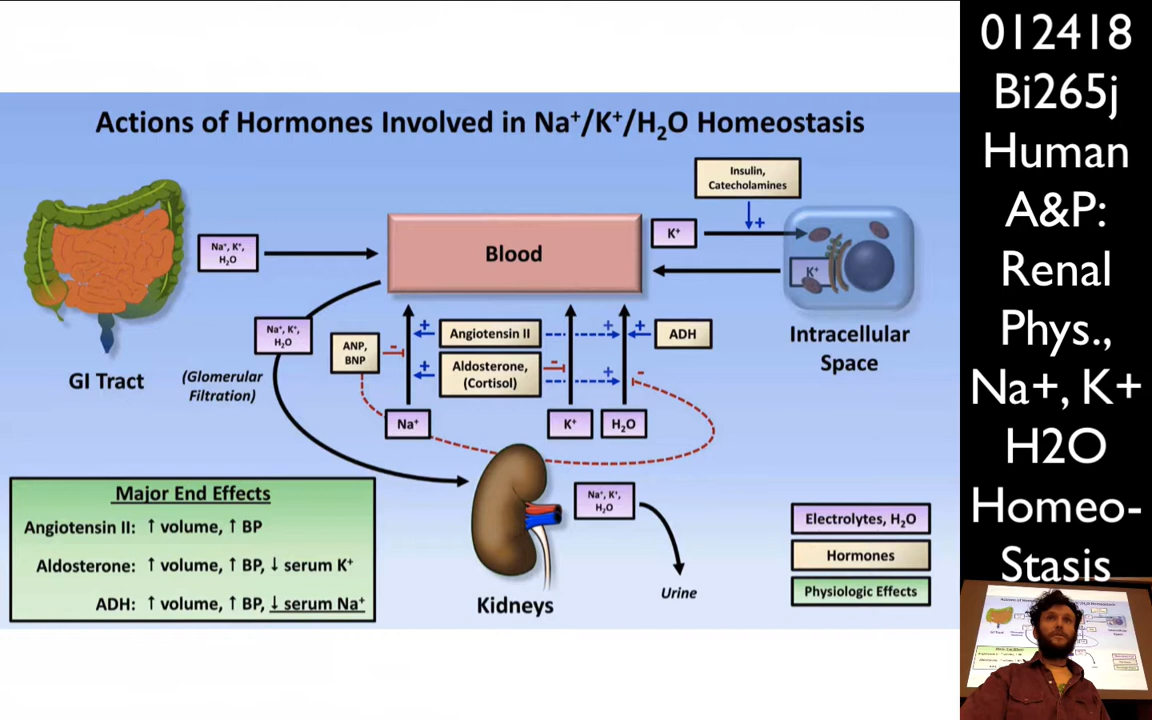 Actions of Hormones Involved in Na⁺/K⁺/H₂O Homeostasis
Insulin,
Catecholamines
+
Na⁺, K⁺,
H₂O
Blood
K⁺
K⁺
Intracellular
Space
GI Tract
Na⁺, K⁺,
H₂O
(Glomerular
Filtration)
ANP,
BNP
-
+
Angiotensin II
+
+
ADH
+
Aldosterone,
(Cortisol)
-
+
-
Na⁺
K⁺
H₂O
Major End Effects
Angiotensin II: ↑ volume, ↑ BP
Aldosterone: ↑ volume, ↑ BP, ↓ serum K⁺
ADH: ↑ volume, ↑ BP, ↓ serum Na⁺
Kidneys
Na⁺, K⁺,
H₂O
Urine
Electrolytes, H₂O
Hormones
Physiologic Effects
012418
Bi265j
Human
A&P:
Renal
Phys.,
Na+, K+
H2O
Homeo-
Stasis